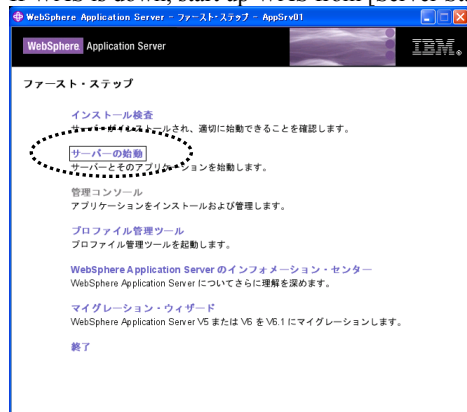 WebSphere Application Server - ファースト・ステップ - AppSrv01
WebSphere Application Server
IBM
ファースト・ステップ
インストール検査
サーバーがインストールされ、適切に始動できることを確認します。
サーバーの始動
サーバーとそのアプリケーションを始動します。
管理コンソール
アプリケーションをインストールおよび管理します。
プロファイル管理ツール
プロファイル管理ツールを起動します。
WebSphere Application Server のインフォメーション・センター
WebSphere Application Server についてさらに理解を深めます。
マイグレーション・ウィザード
WebSphere Application Server V5 または V6 を V6.1 にマイグレーションします。
終了